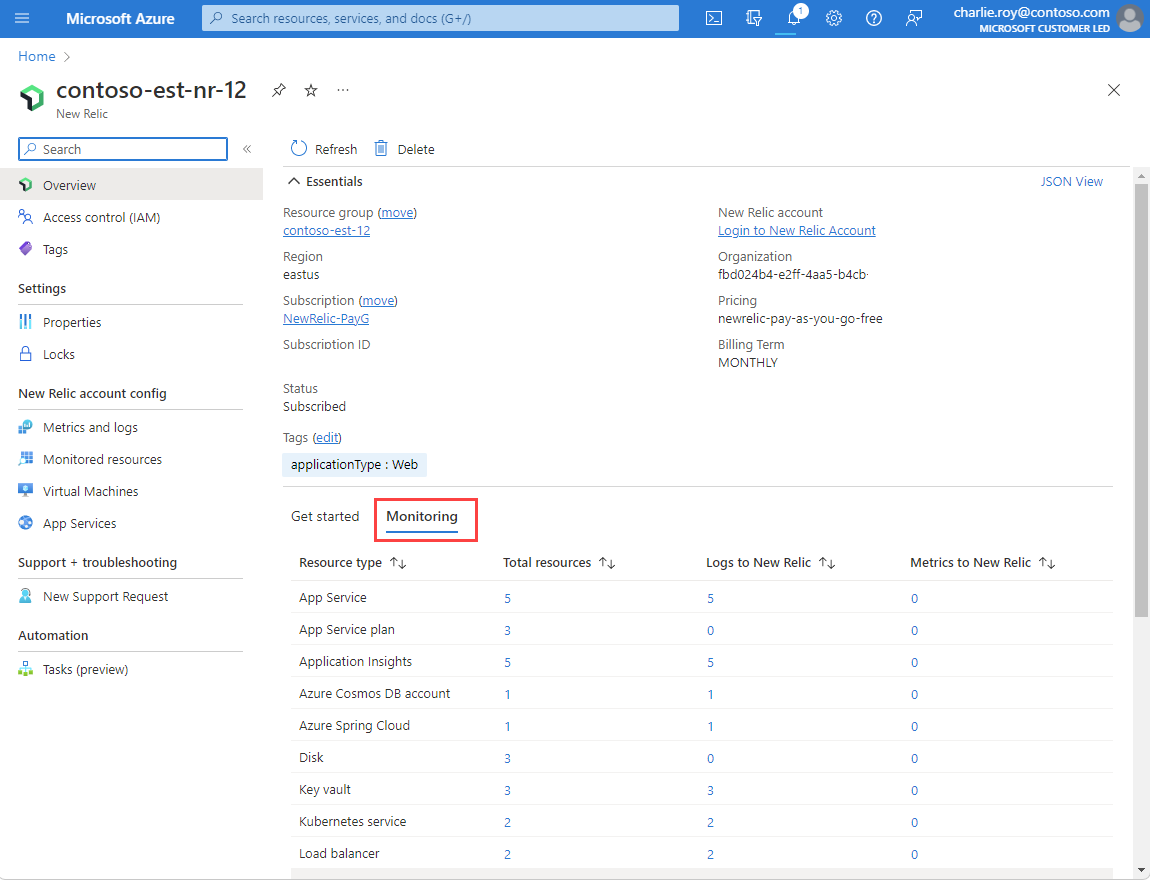 Microsoft Azure
Search resources, services, and docs (G+/)
1
charlie.roy@contoso.com
MICROSOFT CUSTOMER LED
Home
contoso-est-nr-12
New Relic
Search
Overview
Access control (IAM)
Tags
Settings
Properties
Locks
New Relic account config
Metrics and logs
Monitored resources
Virtual Machines
App Services
Support + troubleshooting
New Support Request
Automation
Tasks (preview)
Refresh Delete
Essentials
JSON View
Resource group (move)
contoso-est-12
Region
eastus
Subscription (move)
NewRelic-PayG
Subscription ID
Status
Subscribed
Tags (edit)
applicationType : Web
New Relic account
Login to New Relic Account
Organization
fbd024b4-e2ff-4aa5-b4cb-
Pricing
newrelic-pay-as-you-go-free
Billing Term
MONTHLY
Get started Monitoring
Resource type Total resources Logs to New Relic Metrics to New Relic
App Service 5 5 0
App Service plan 3 0 0
Application Insights 5 5 0
Azure Cosmos DB account 1 1 0
Azure Spring Cloud 1 1 0
Disk 3 0 0
Key vault 3 3 0
Kubernetes service 2 2 0
Load balancer 2 2 0